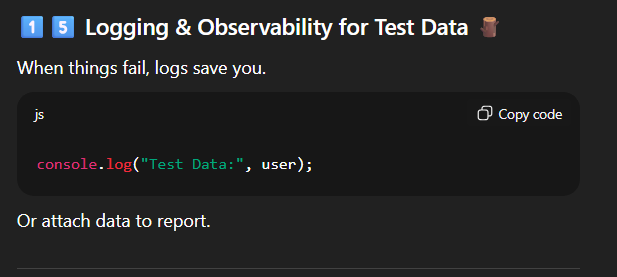 1️⃣5️⃣ Logging & Observability for Test Data 🪵
When things fail, logs save you.
js
Copy code
console.log("Test Data:", user);
Or attach data to report.